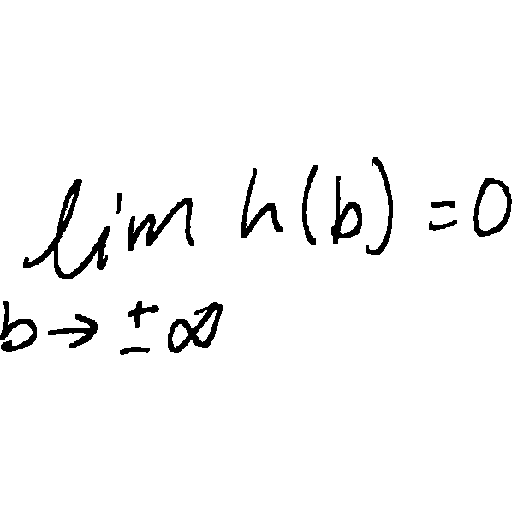 lim h(b) = 0
b → ± ∞